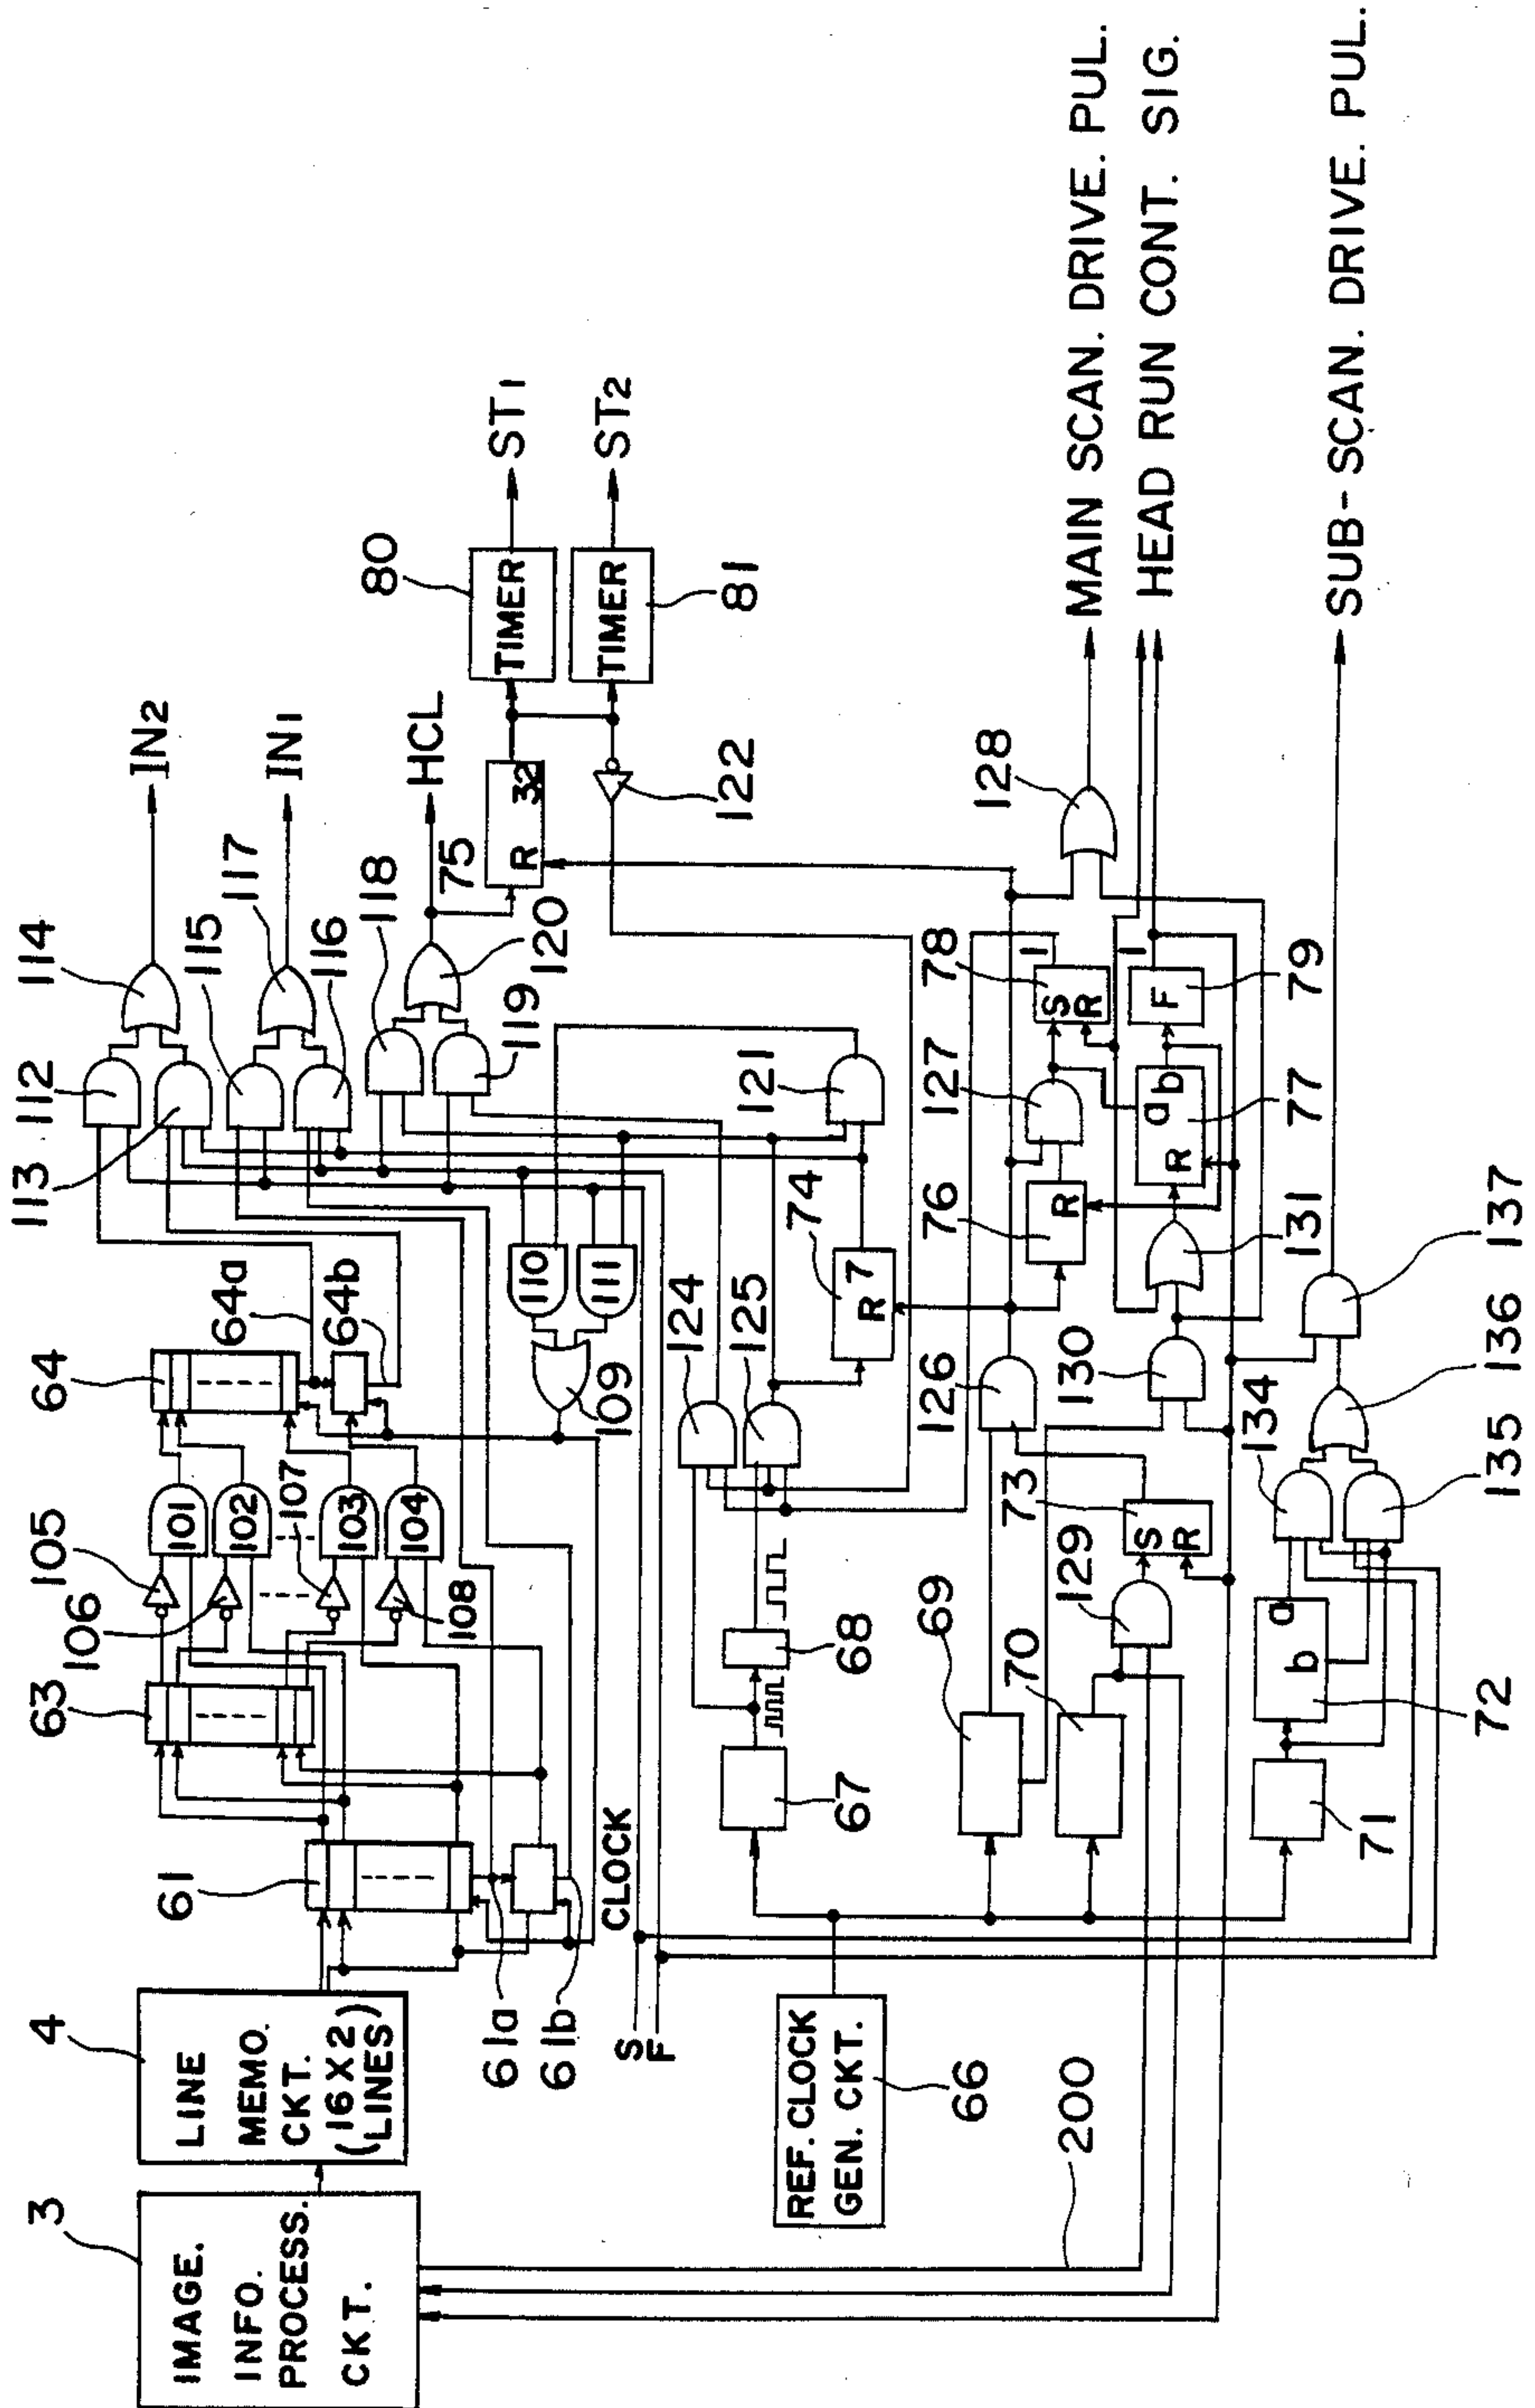 3
IMAGE.
INFO.
PROCESS.
CKT.
4
LINE
MEMO.
CKT.
(16X2)
(LINES)
61
61a
61b
CLOCK
S
F
63
105
106
107
108
101
102
103
104
64
64a
64b
109
110
111
112
113
114
IN2
115
116
117
IN1
118
119
120
HCL
75
R 32
80
TIMER
ST1
81
TIMER
ST2
122
121
REF. CLOCK
GEN. CKT.
66
200
67
68
124
125
74
R 7
69
70
129
73
S
R
126
130
76
R
127
78
S
R
1
77
R a b
79
F
1
131
128
MAIN SCAN. DRIVE. PUL.
HEAD RUN CONT. SIG.
71
72
a
b
134
135
136
137
SUB-SCAN. DRIVE. PUL.